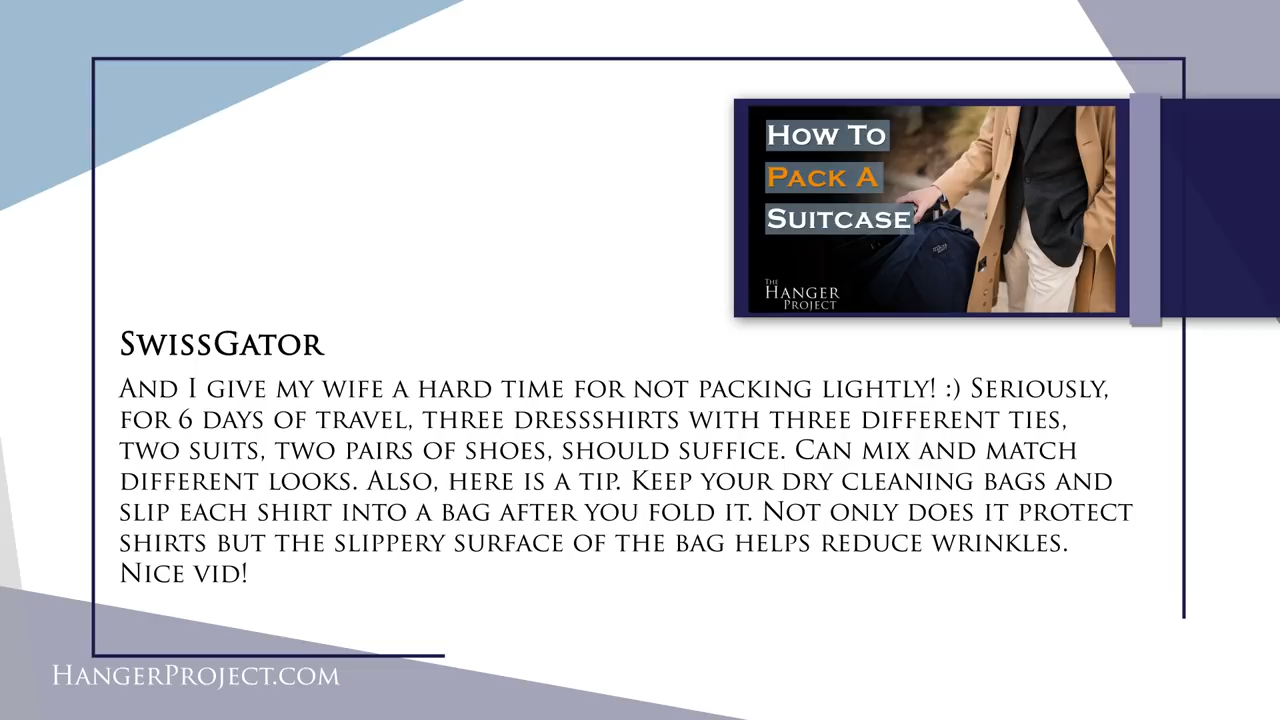 How To
Pack A
Suitcase
The
Hanger
Project
SwissGator
And I give my wife a hard time for not packing lightly! :) Seriously,
for 6 days of travel, three dressshirts with three different ties,
two suits, two pairs of shoes, should suffice. Can mix and match
different looks. Also, here is a tip. Keep your dry cleaning bags and
slip each shirt into a bag after you fold it. Not only does it protect
shirts but the slippery surface of the bag helps reduce wrinkles.
Nice vid!
HangerProject.com